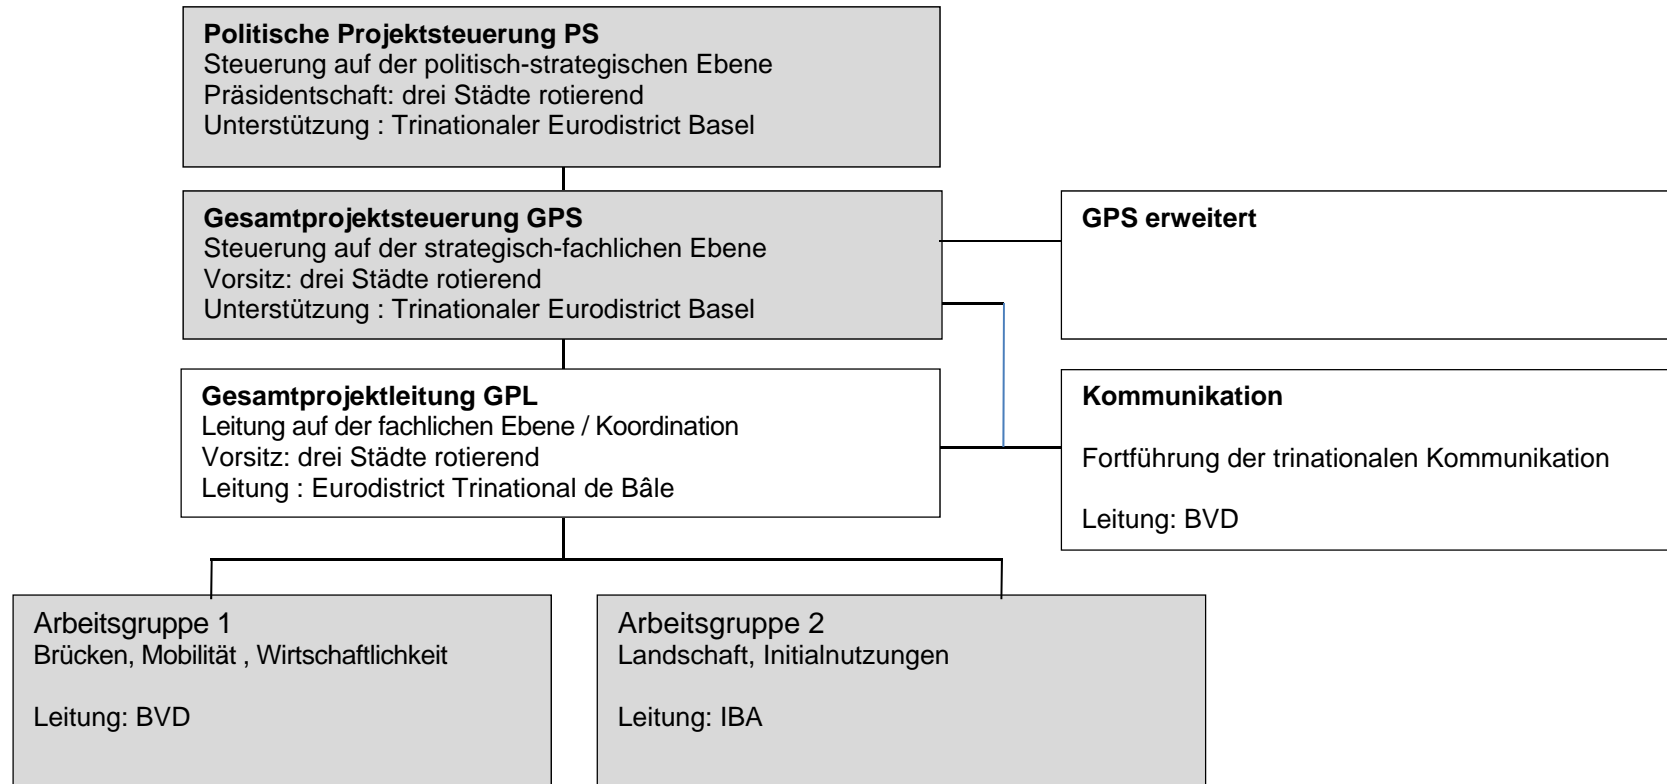 Politische Projektsteuerung PS
Steuerung auf der politisch-strategischen Ebene
Präsidentschaft: drei Städte rotierend
Unterstützung : Trinationaler Eurodistrict Basel
Gesamtprojektsteuerung GPS
Steuerung auf der strategisch-fachlichen Ebene
Vorsitz: drei Städte rotierend
Unterstützung : Trinationaler Eurodistrict Basel
GPS erweitert
Gesamtprojektleitung GPL
Leitung auf der fachlichen Ebene / Koordination
Vorsitz: drei Städte rotierend
Leitung : Eurodistrict Trinational de Bâle
Kommunikation
Fortführung der trinationalen Kommunikation
Leitung: BVD
Arbeitsgruppe 1
Brücken, Mobilität , Wirtschaftlichkeit
Leitung: BVD
Arbeitsgruppe 2
Landschaft, Initialnutzungen
Leitung: IBA